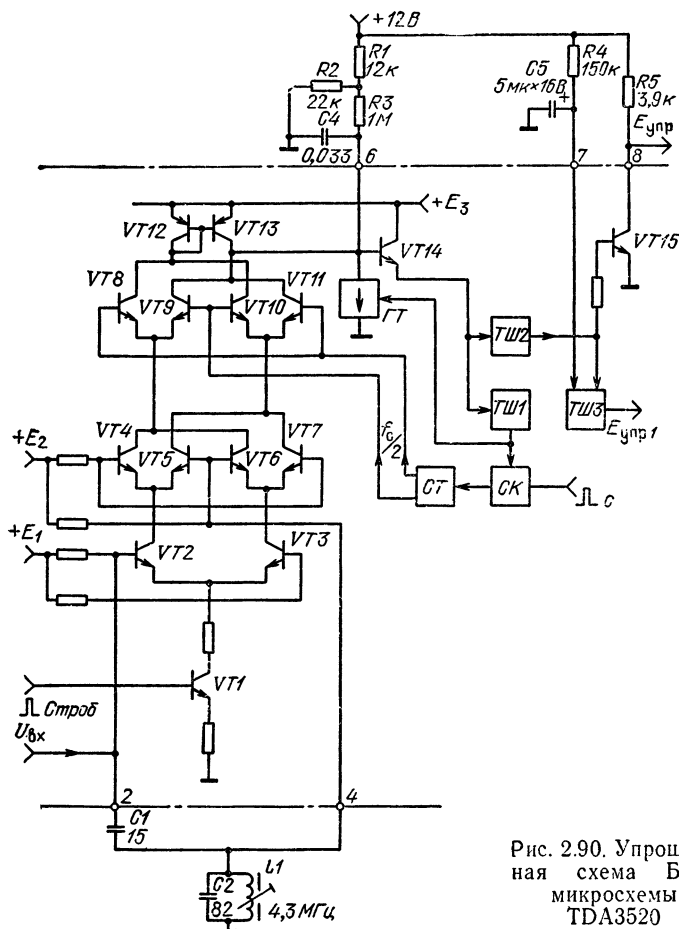 +12В
R1
12к
R2
22к
R3
1М
C4
0,033
C5
5мк×16В
+
R4
150к
R5
3,9к
Eупр
6
7
8
+E3
VT12
VT13
VT14
VT15
VT8
VT9
VT10
VT11
ГТ
ТШ2
ТШ1
ТШ3
Eупр1
+E2
VT4
VT5
VT6
VT7
f0/2
СТ
СК
С
+E1
VT2
VT3
VT1
Строб
Uвх
2
4
C1
15
C2
82
L1
4,3МГц
Рис. 2.90. Упрощ
ная схема Б
микросхемы
TDA3520